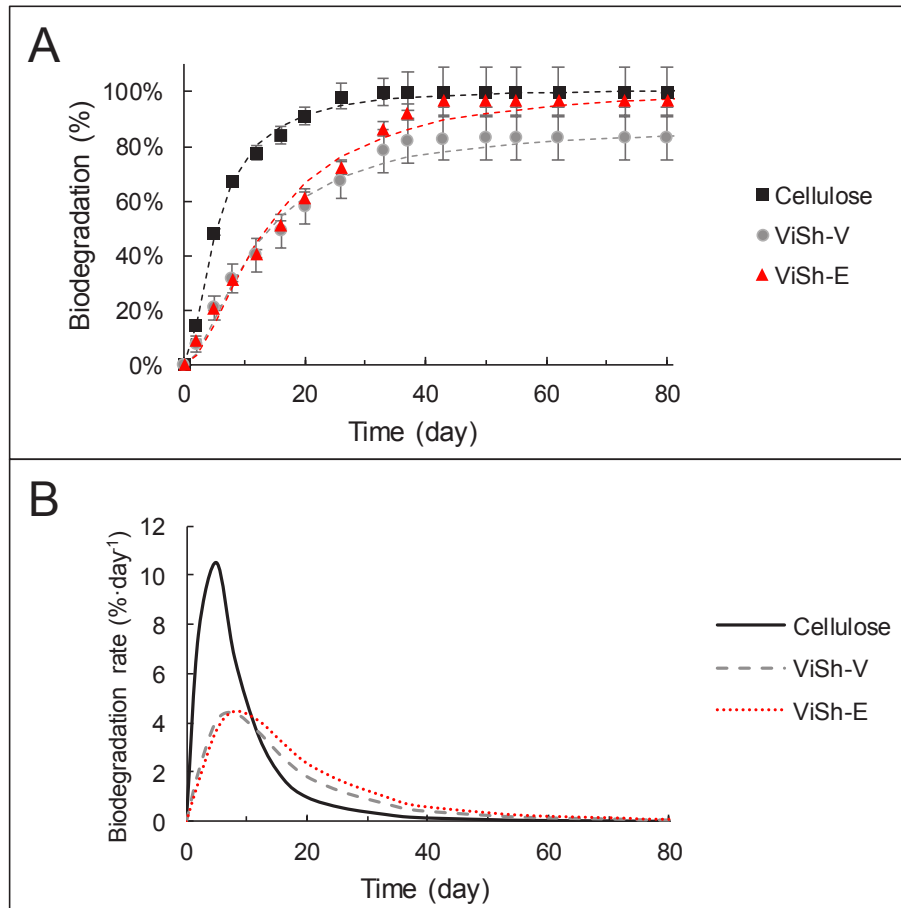 A
Biodegradation (%)
100%
80%
60%
40%
20%
0%
0 20 40 60 80
Time (day)
Cellulose
ViSh-V
ViSh-E
B
Biodegradation rate (%·day-1)
12
10
8
6
4
2
0
0 20 40 60 80
Time (day)
Cellulose
ViSh-V
ViSh-E